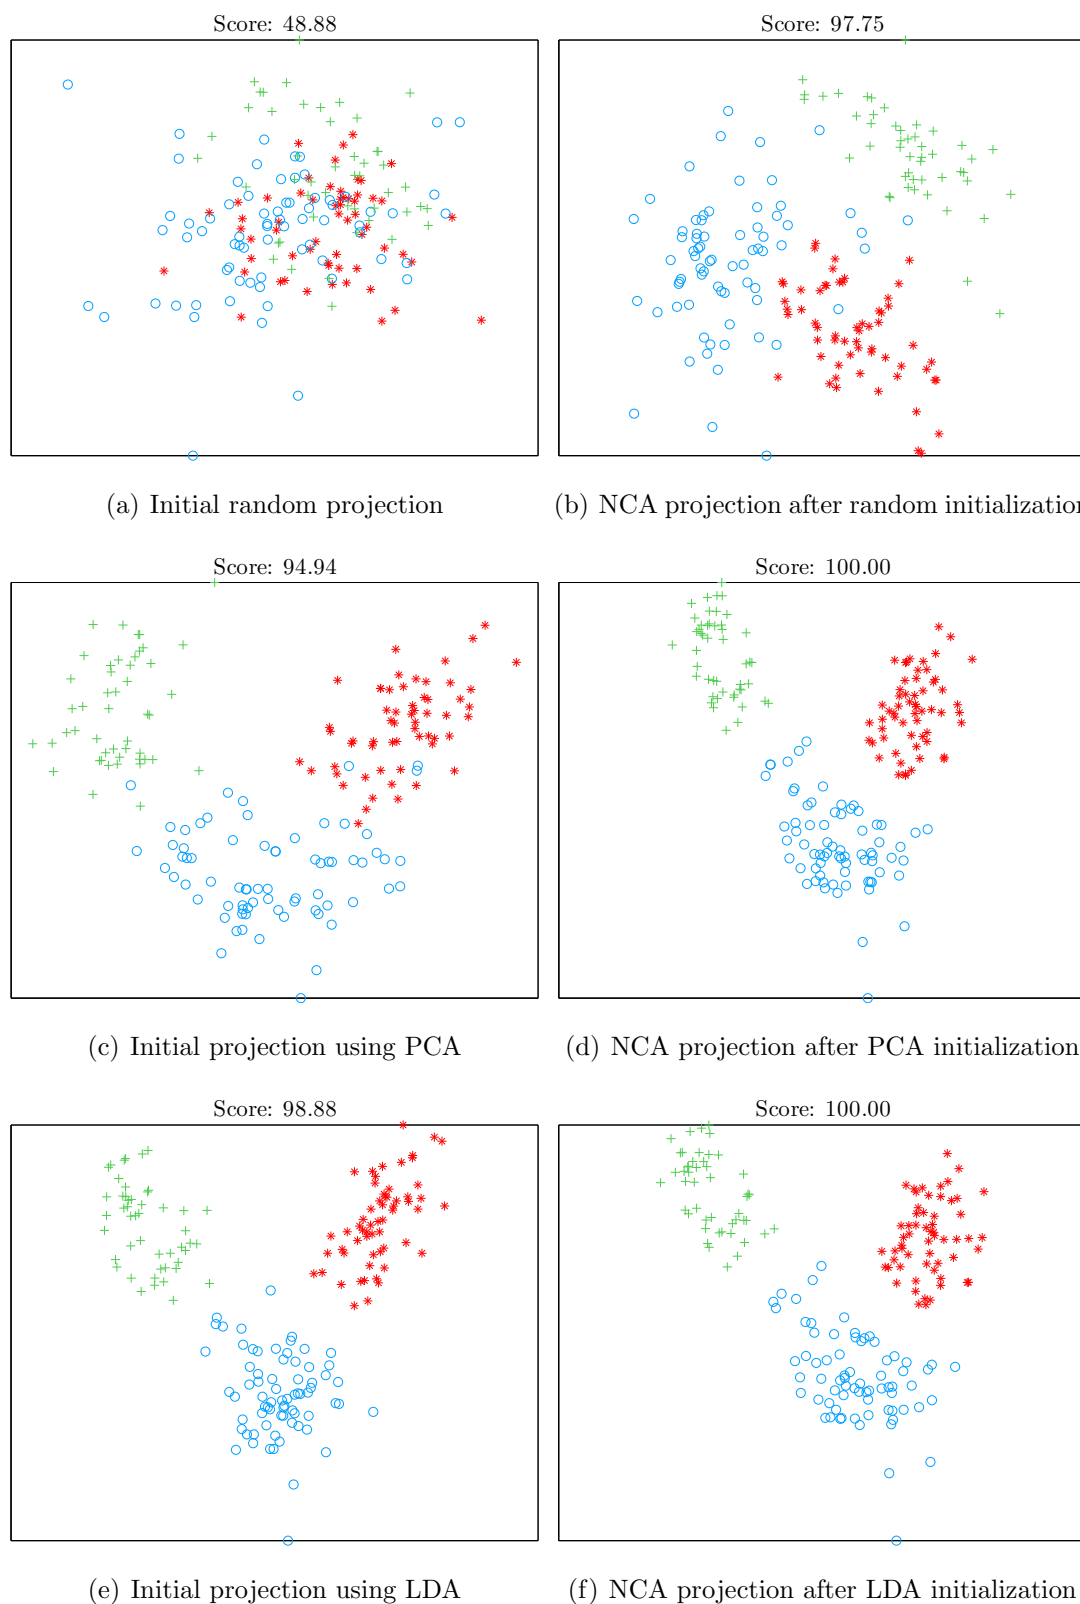 Score: 48.88
Score: 97.75
(a) Initial random projection
(b) NCA projection after random initialization
Score: 94.94
Score: 100.00
(c) Initial projection using PCA
(d) NCA projection after PCA initialization
Score: 98.88
Score: 100.00
(e) Initial projection using LDA
(f) NCA projection after LDA initialization